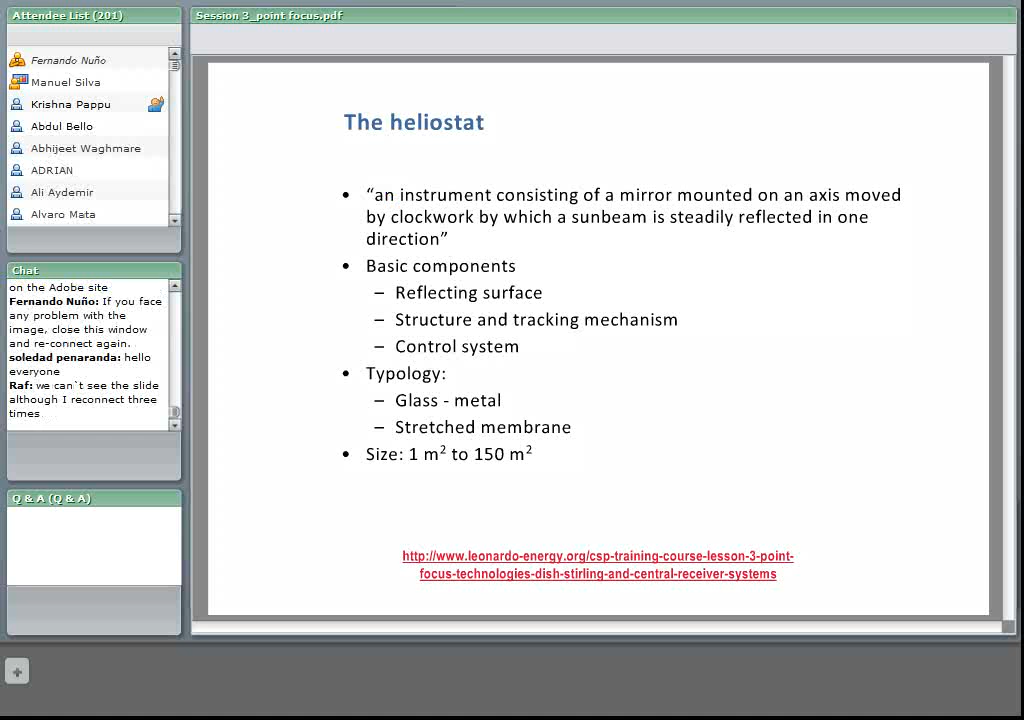 Attendee List (201)
Fernando Nuño
Manuel Silva
Krishna Pappu
Abdul Bello
Abhijeet Waghmare
ADRIAN
Ali Aydemir
Alvaro Mata
Chat
on the Adobe site
Fernando Nuño: If you face
any problem with the
image, close this window
and re-connect again.
soledad penaranda: hello
everyone
Raf: we can`t see the slide
although I reconnect three
times
Q & A (Q & A)
Session 3_point focus.pdf
The heliostat
• “an instrument consisting of a mirror mounted on an axis moved
by clockwork by which a sunbeam is steadily reflected in one
direction”
• Basic components
– Reflecting surface
– Structure and tracking mechanism
– Control system
• Typology:
– Glass - metal
– Stretched membrane
• Size: 1 m² to 150 m²
http://www.leonardo-energy.org/csp-training-course-lesson-3-point-
focus-technologies-dish-stirling-and-central-receiver-systems